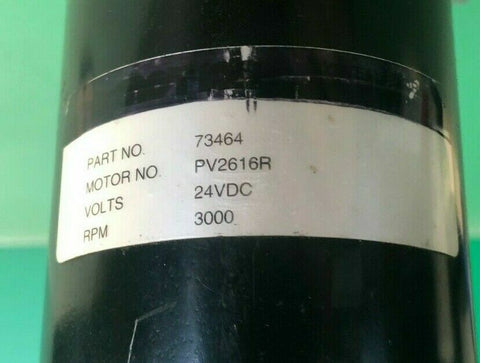 PART NO. 73464
MOTOR NO. PV2616R
VOLTS 24VDC
RPM 3000